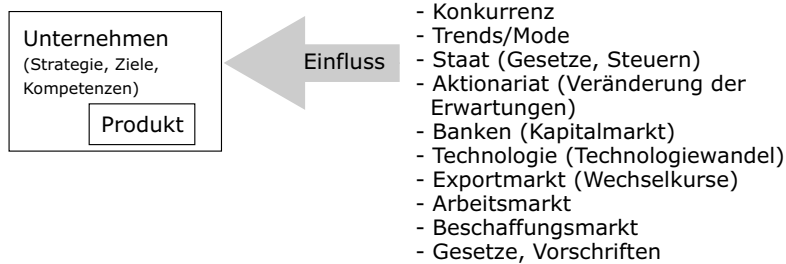 Unternehmen
(Strategie, Ziele,
Kompetenzen)
Produkt
Einfluss
- Konkurrenz
- Trends/Mode
- Staat (Gesetze, Steuern)
- Aktionariat (Veränderung der
Erwartungen)
- Banken (Kapitalmarkt)
- Technologie (Technologiewandel)
- Exportmarkt (Wechselkurse)
- Arbeitsmarkt
- Beschaffungsmarkt
- Gesetze, Vorschriften